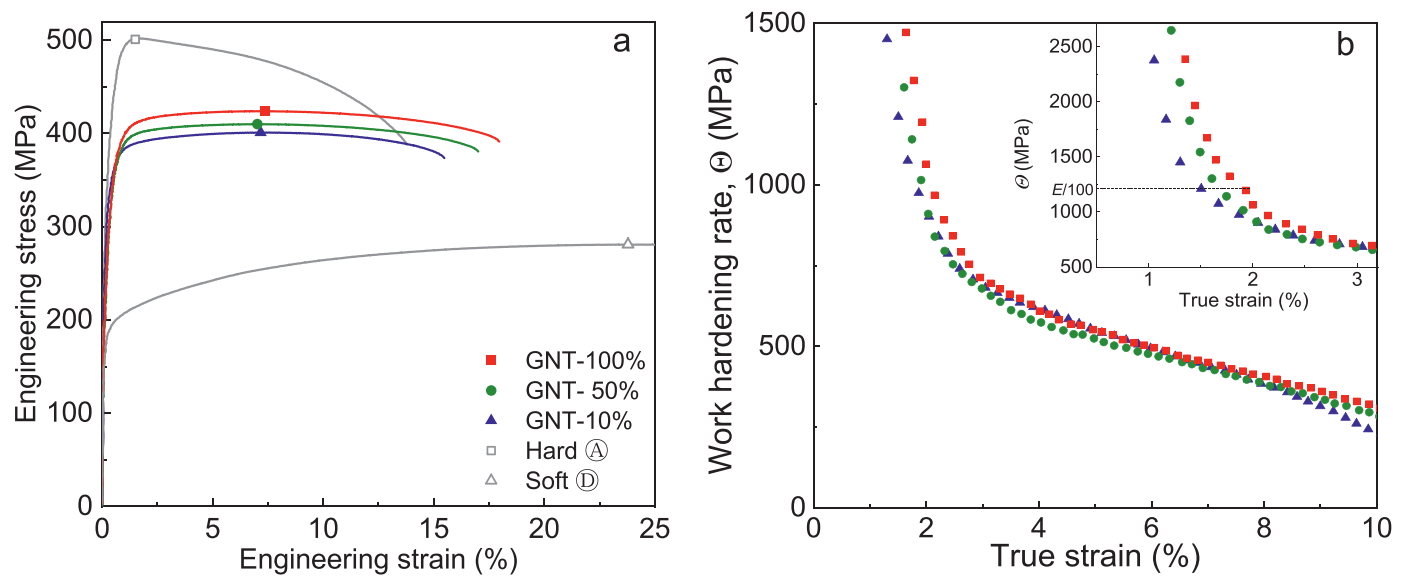 a
Engineering stress (MPa)
500
400
300
200
100
0
0
5
10
15
20
25
Engineering strain (%)
GNT-100%
GNT- 50%
GNT-10%
Hard Ⓐ
Soft Ⓓ
b
Work hardening rate, Θ (MPa)
1500
1000
500
0
0
2
4
6
8
10
True strain (%)
Θ (MPa)
2500
2000
1500
E/100
1000
500
1
2
3
True strain (%)